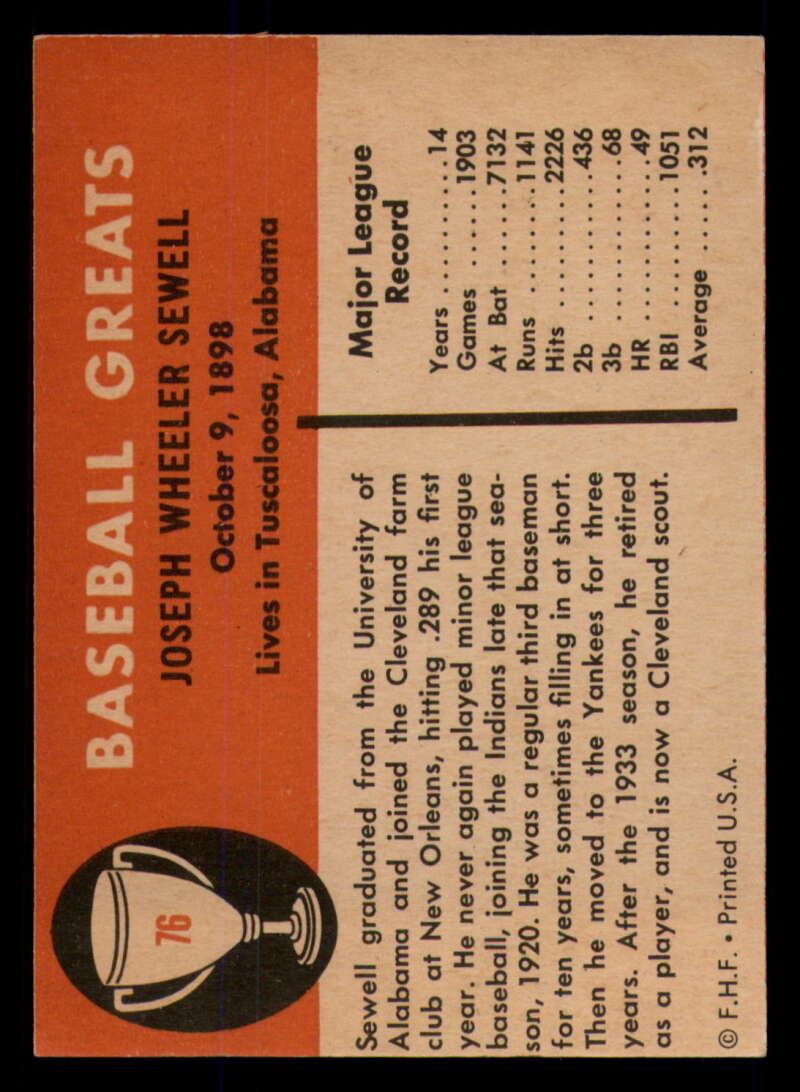 BASEBALL GREATS
JOSEPH WHEELER SEWELL
October 9, 1898
Lives in Tuscaloosa, Alabama
76
Sewell graduated from the University of
Alabama and joined the Cleveland farm
club at New Orleans, hitting .289 his first
year. He never again played minor league
baseball, joining the Indians late that sea-
son, 1920. He was a regular third baseman
for ten years, sometimes filling in at short.
Then he moved to the Yankees for three
years. After the 1933 season, he retired
as a player, and is now a Cleveland scout.
Major League
Record
Years ..........14
Games .......1903
At Bat ......7132
Runs ........1141
Hits ..........2226
2b ............436
3b .............68
HR .............49
RBI ..........1051
Average .....312
© F.H.F. • Printed U.S.A.